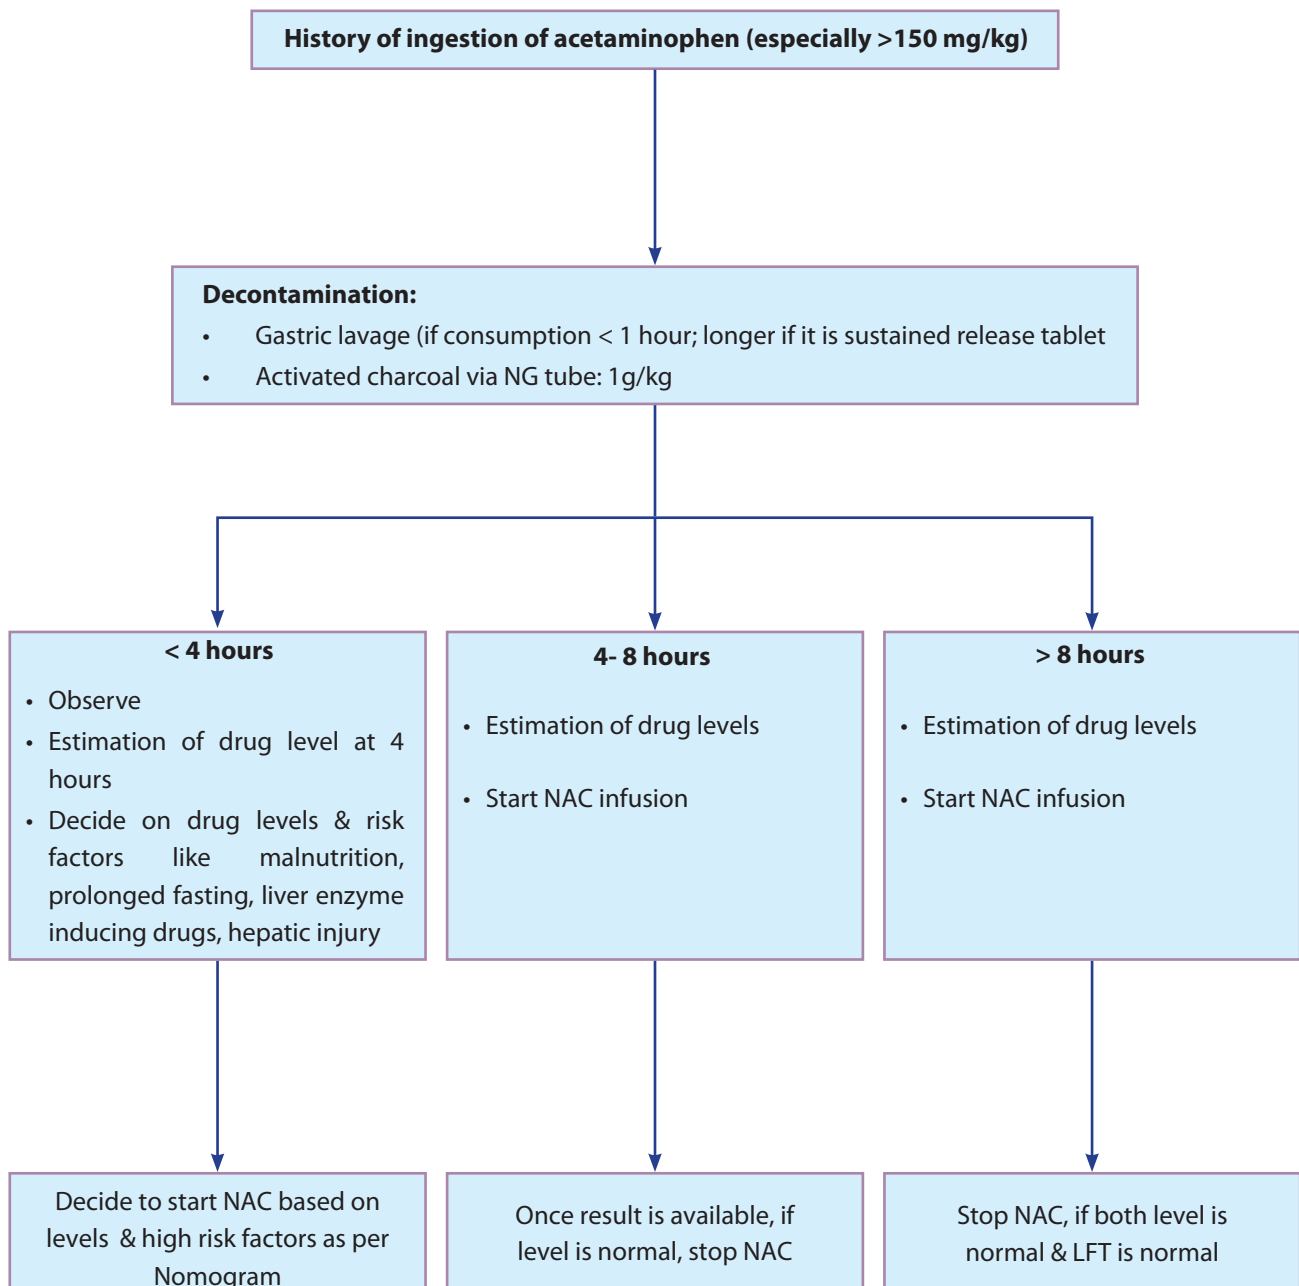 History of ingestion of acetaminophen (especially >150 mg/kg)
Decontamination:
• Gastric lavage (if consumption < 1 hour; longer if it is sustained release tablet
• Activated charcoal via NG tube: 1g/kg
< 4 hours
• Observe
• Estimation of drug level at 4
hours
• Decide on drug levels & risk
factors like malnutrition,
prolonged fasting, liver enzyme
inducing drugs, hepatic injury
4- 8 hours
• Estimation of drug levels
• Start NAC infusion
> 8 hours
• Estimation of drug levels
• Start NAC infusion
Decide to start NAC based on
levels & high risk factors as per
Nomogram
Once result is available, if
level is normal, stop NAC
Stop NAC, if both level is
normal & LFT is normal